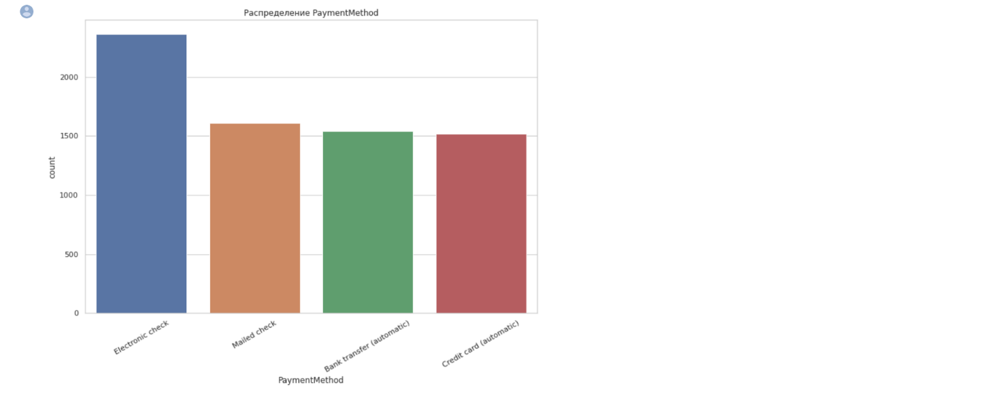 Распределение PaymentMethod
2000
1500
1000
500
0
count
Electronic check
Mailed check
Bank transfer (automatic)
Credit card (automatic)
PaymentMethod